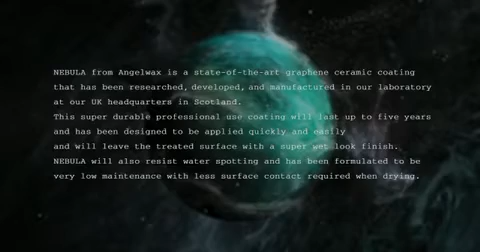 NEBULA from Angelwax is a state-of-the-art graphene ceramic coating
that has been researched, developed, and manufactured in our laboratory
at our UK headquarters in Scotland.
This super durable professional use coating will last up to five years
and has been designed to be applied quickly and easily
and will leave the treated surface with a super wet look finish.
NEBULA will also resist water spotting and has been formulated to be
very low maintenance with less surface contact required when drying.